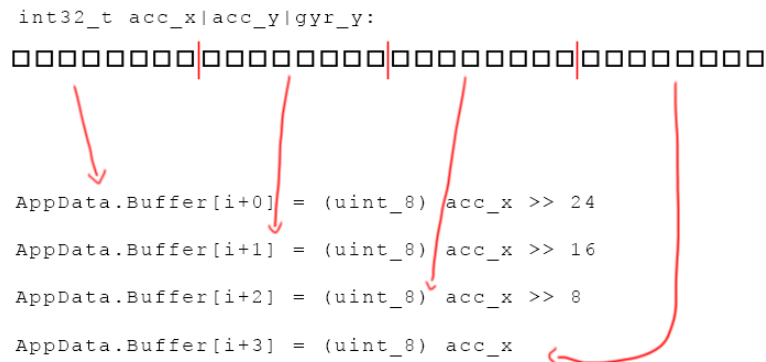 int32_t acc_x|acc_y|gyr_y:
AppData.Buffer[i+0] = (uint_8) acc_x >> 24
AppData.Buffer[i+1] = (uint_8) acc_x >> 16
AppData.Buffer[i+2] = (uint_8) acc_x >> 8
AppData.Buffer[i+3] = (uint_8) acc_x